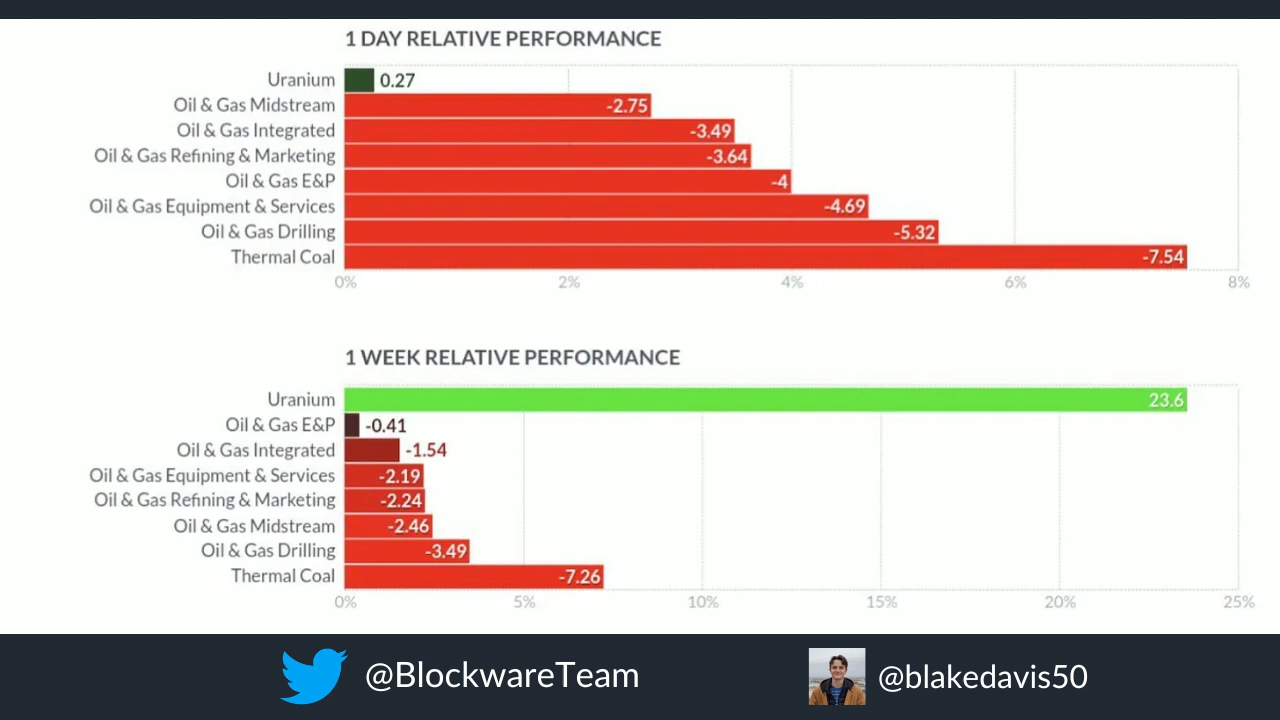 1 DAY RELATIVE PERFORMANCE
Uranium 0.27
Oil & Gas Midstream -2.75
Oil & Gas Integrated -3.49
Oil & Gas Refining & Marketing -3.64
Oil & Gas E&P -4
Oil & Gas Equipment & Services -4.69
Oil & Gas Drilling -5.32
Thermal Coal -7.54
0% 2% 4% 6% 8%
1 WEEK RELATIVE PERFORMANCE
Uranium 23.6
Oil & Gas E&P -0.41
Oil & Gas Integrated -1.54
Oil & Gas Equipment & Services -2.19
Oil & Gas Refining & Marketing -2.24
Oil & Gas Midstream -2.46
Oil & Gas Drilling -3.49
Thermal Coal -7.26
0% 5% 10% 15% 20% 25%
@BlockwareTeam @blakedavis50